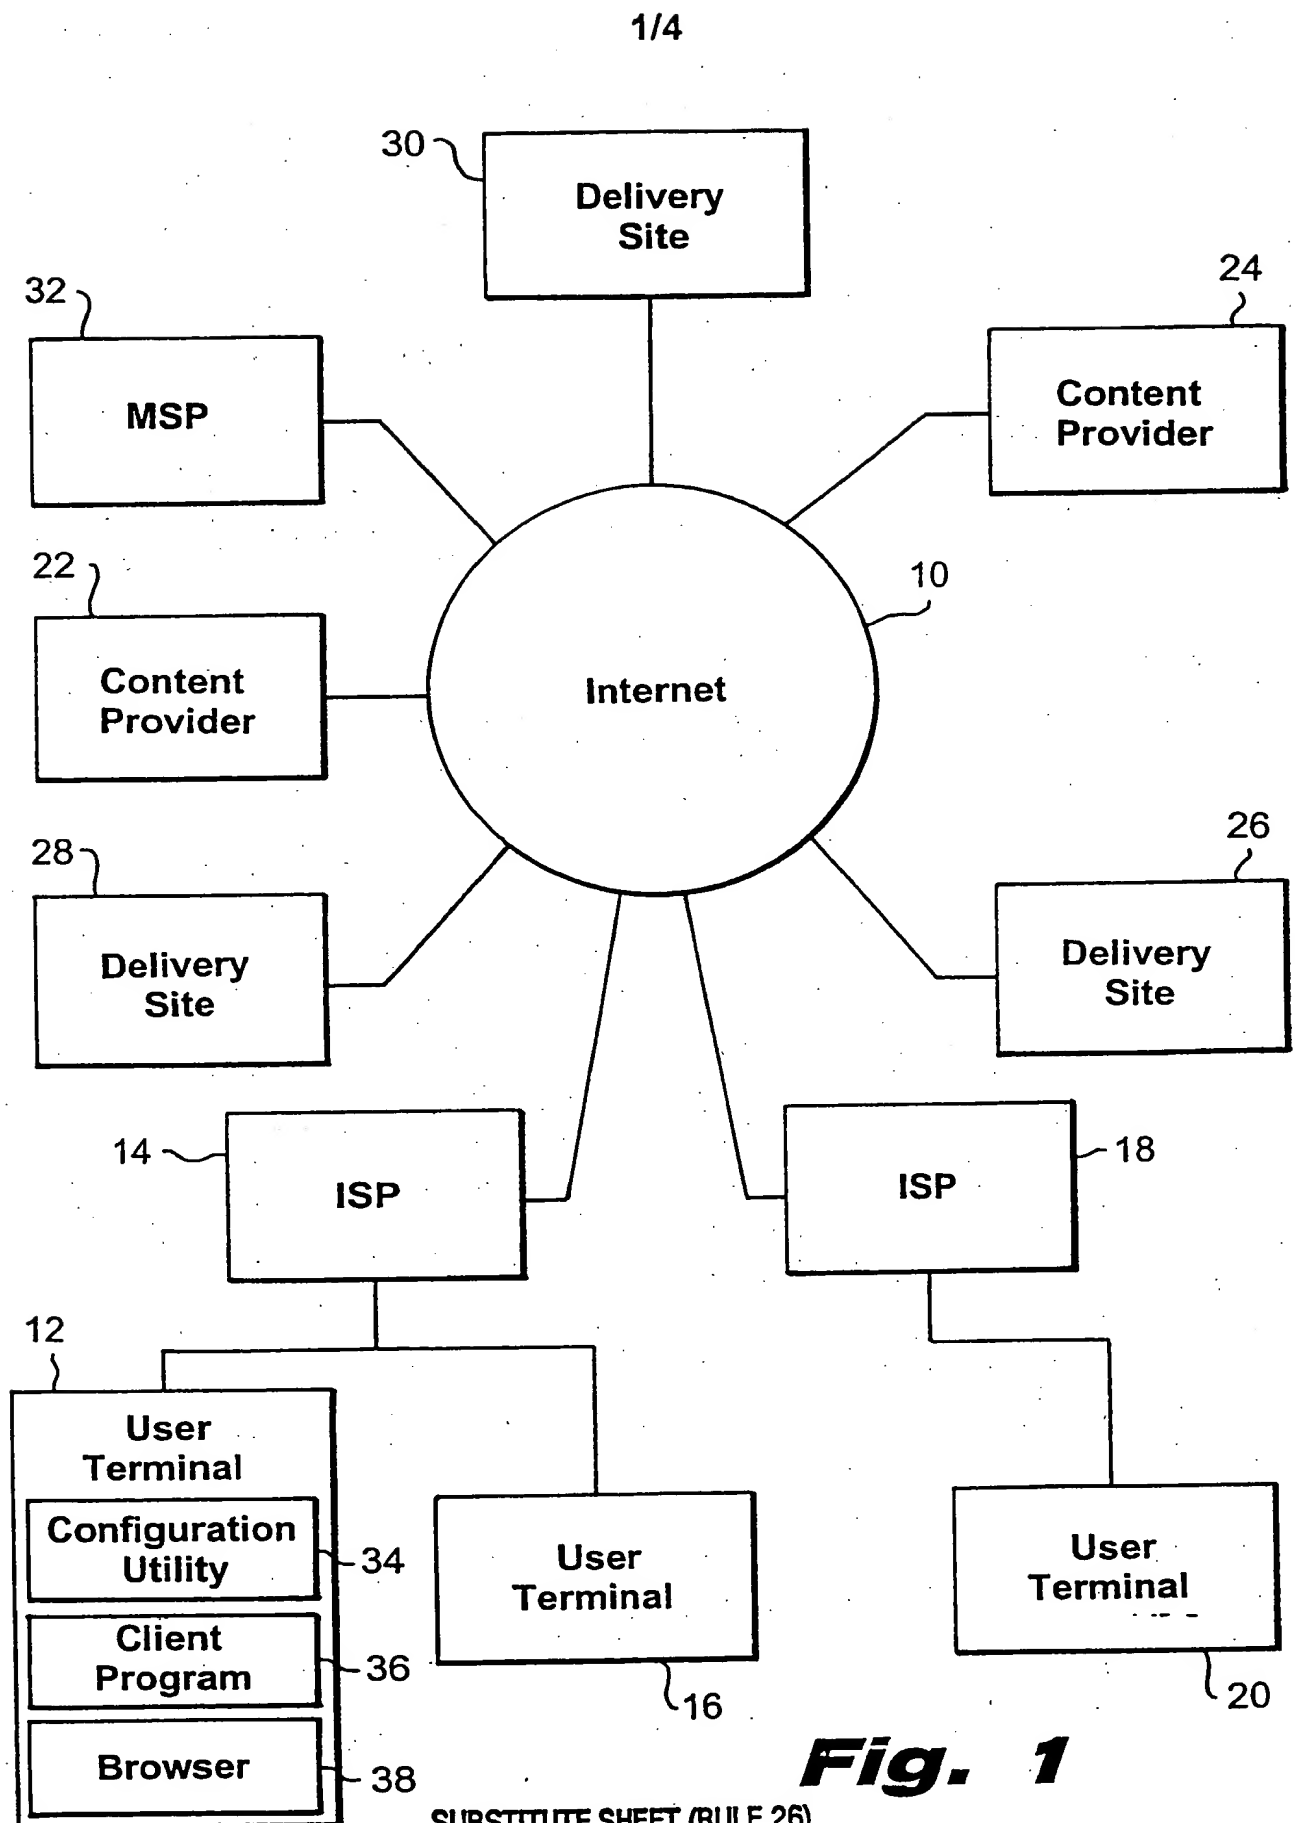 1/4
30
Delivery
Site
32
MSP
24
Content
Provider
22
Content
Provider
10
Internet
28
Delivery
Site
26
Delivery
Site
14
ISP
18
ISP
12
User
Terminal
Configuration
Utility
34
Client
Program
36
Browser
38
User
Terminal
16
User
Terminal
20
Fig. 1
SUBSTITUTE SHEET (RULE 26)